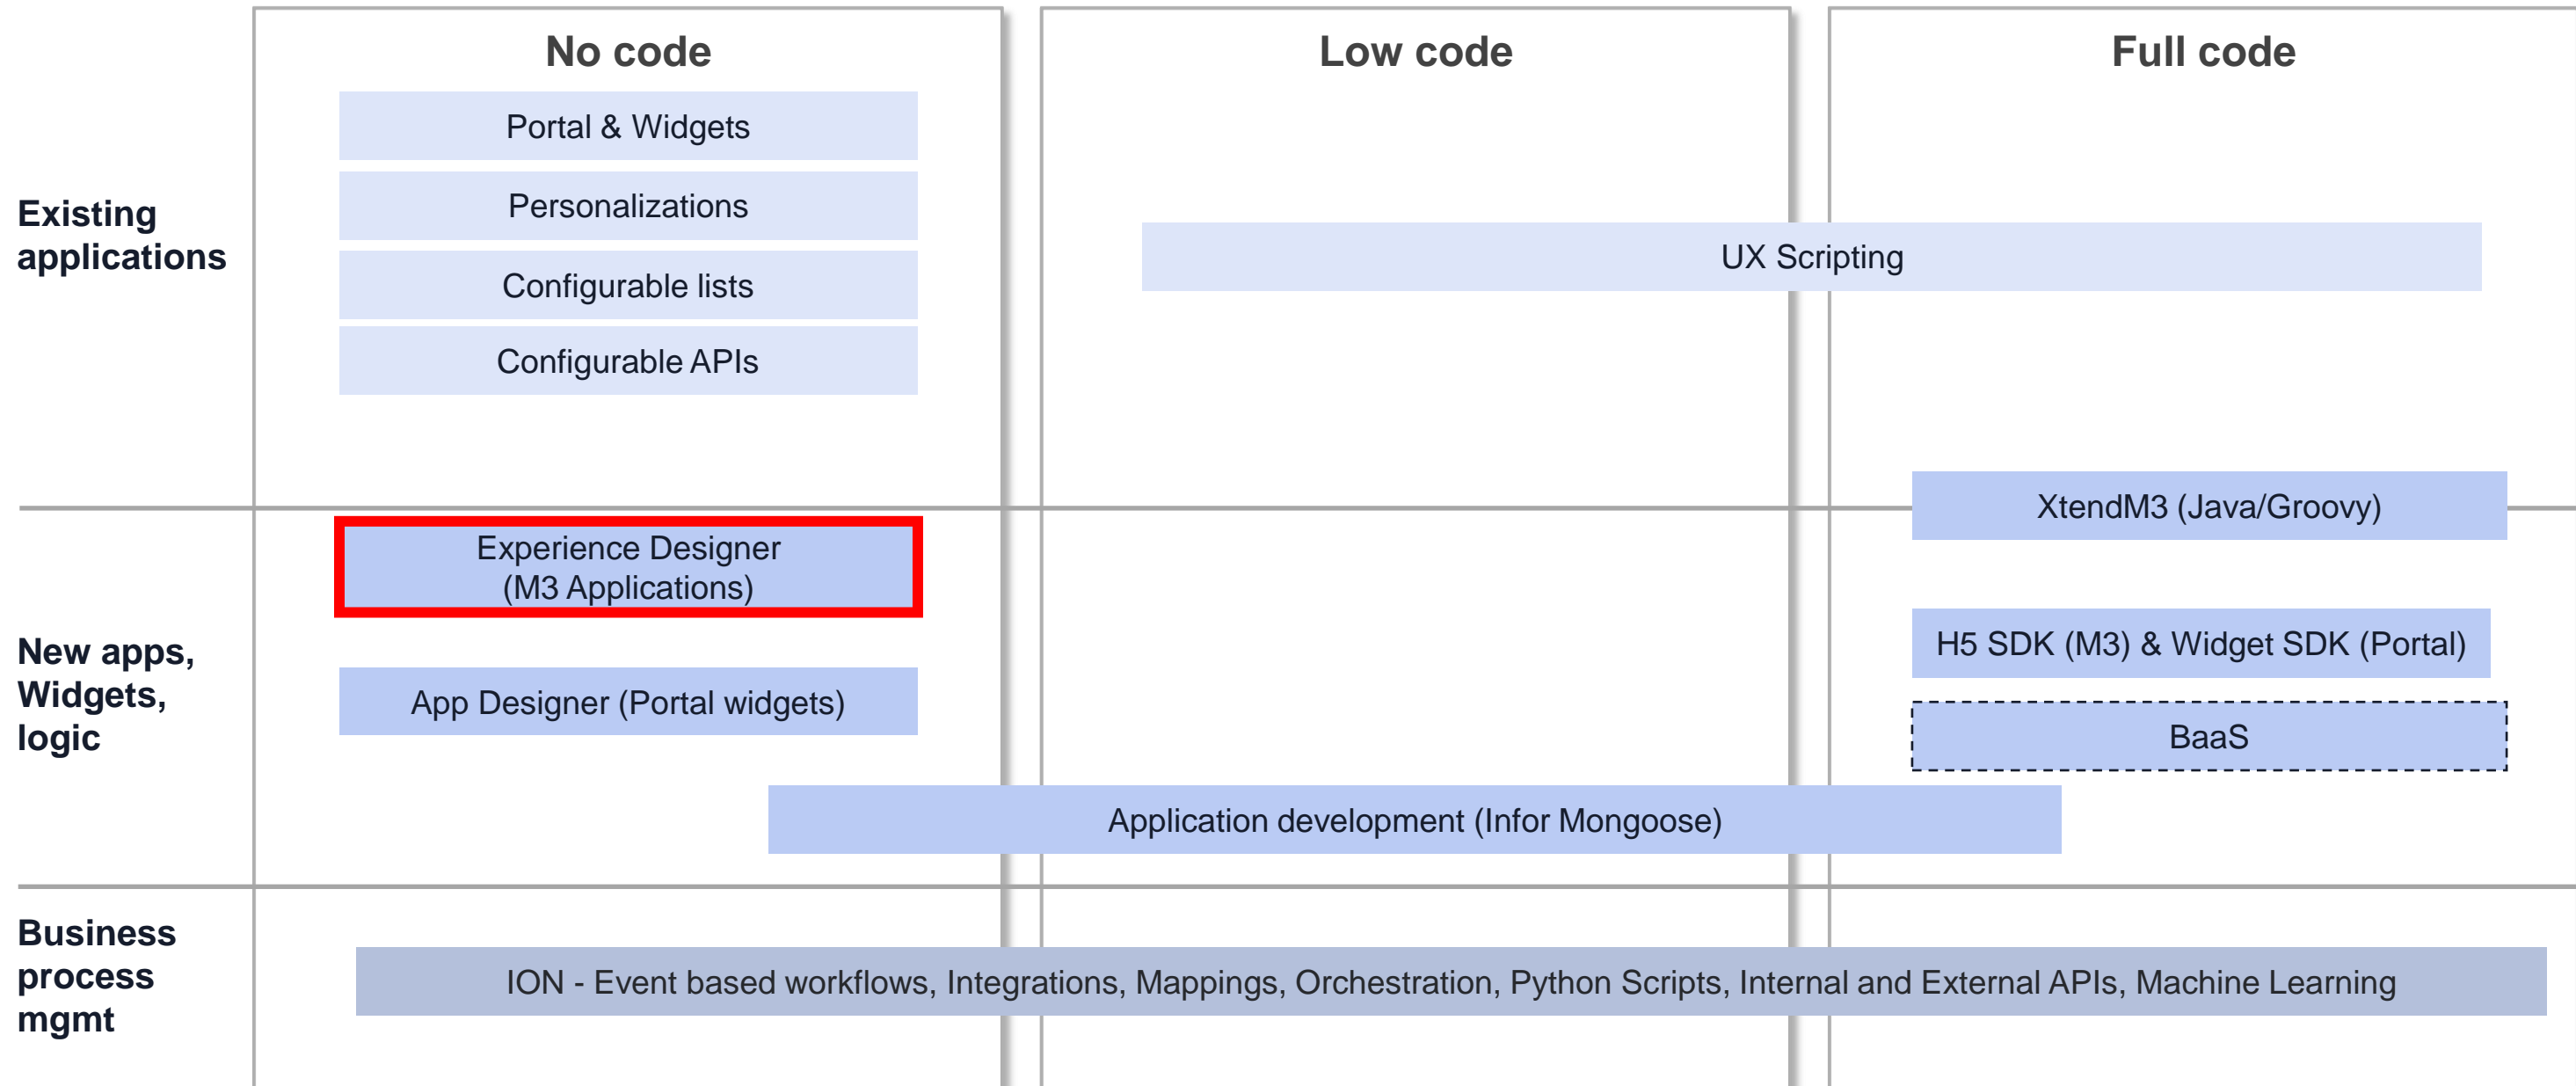 No code
Low code
Full code
Existing
applications
Portal & Widgets
Personalizations
Configurable lists
Configurable APIs
UX Scripting
XtendM3 (Java/Groovy)
New apps,
Widgets,
logic
Experience Designer
(M3 Applications)
App Designer (Portal widgets)
H5 SDK (M3) & Widget SDK (Portal)
BaaS
Application development (Infor Mongoose)
Business
process
mgmt
ION - Event based workflows, Integrations, Mappings, Orchestration, Python Scripts, Internal and External APIs, Machine Learning